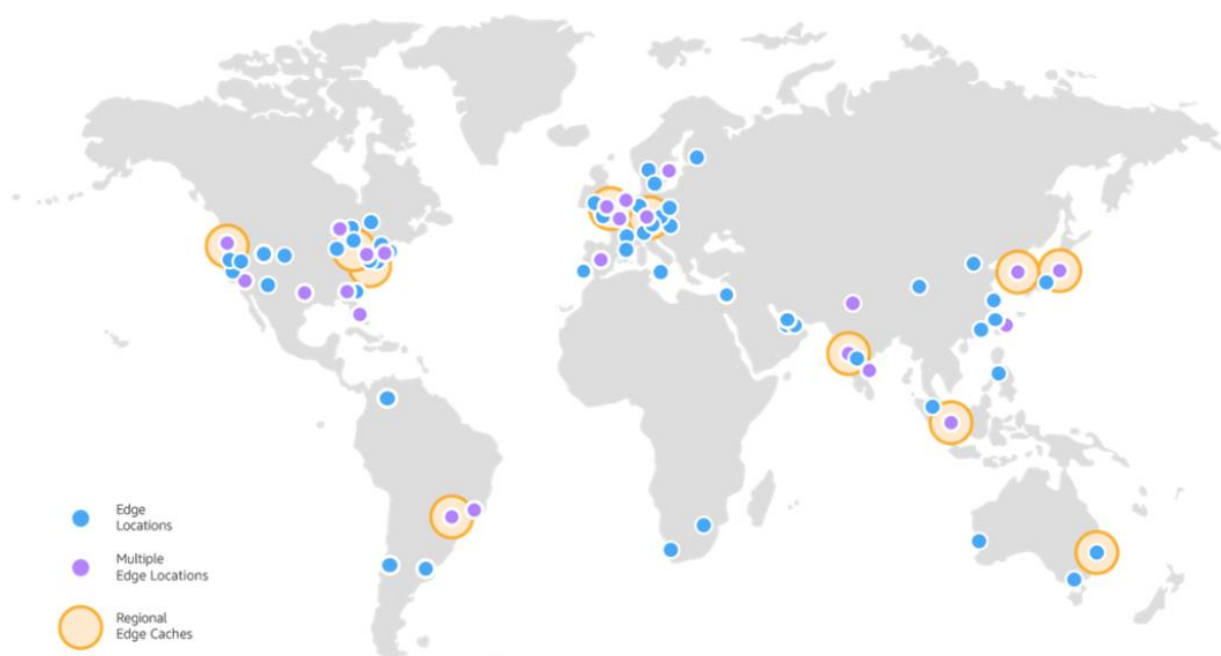 Edge
Locations
Multiple
Edge Locations
Regional
Edge Caches